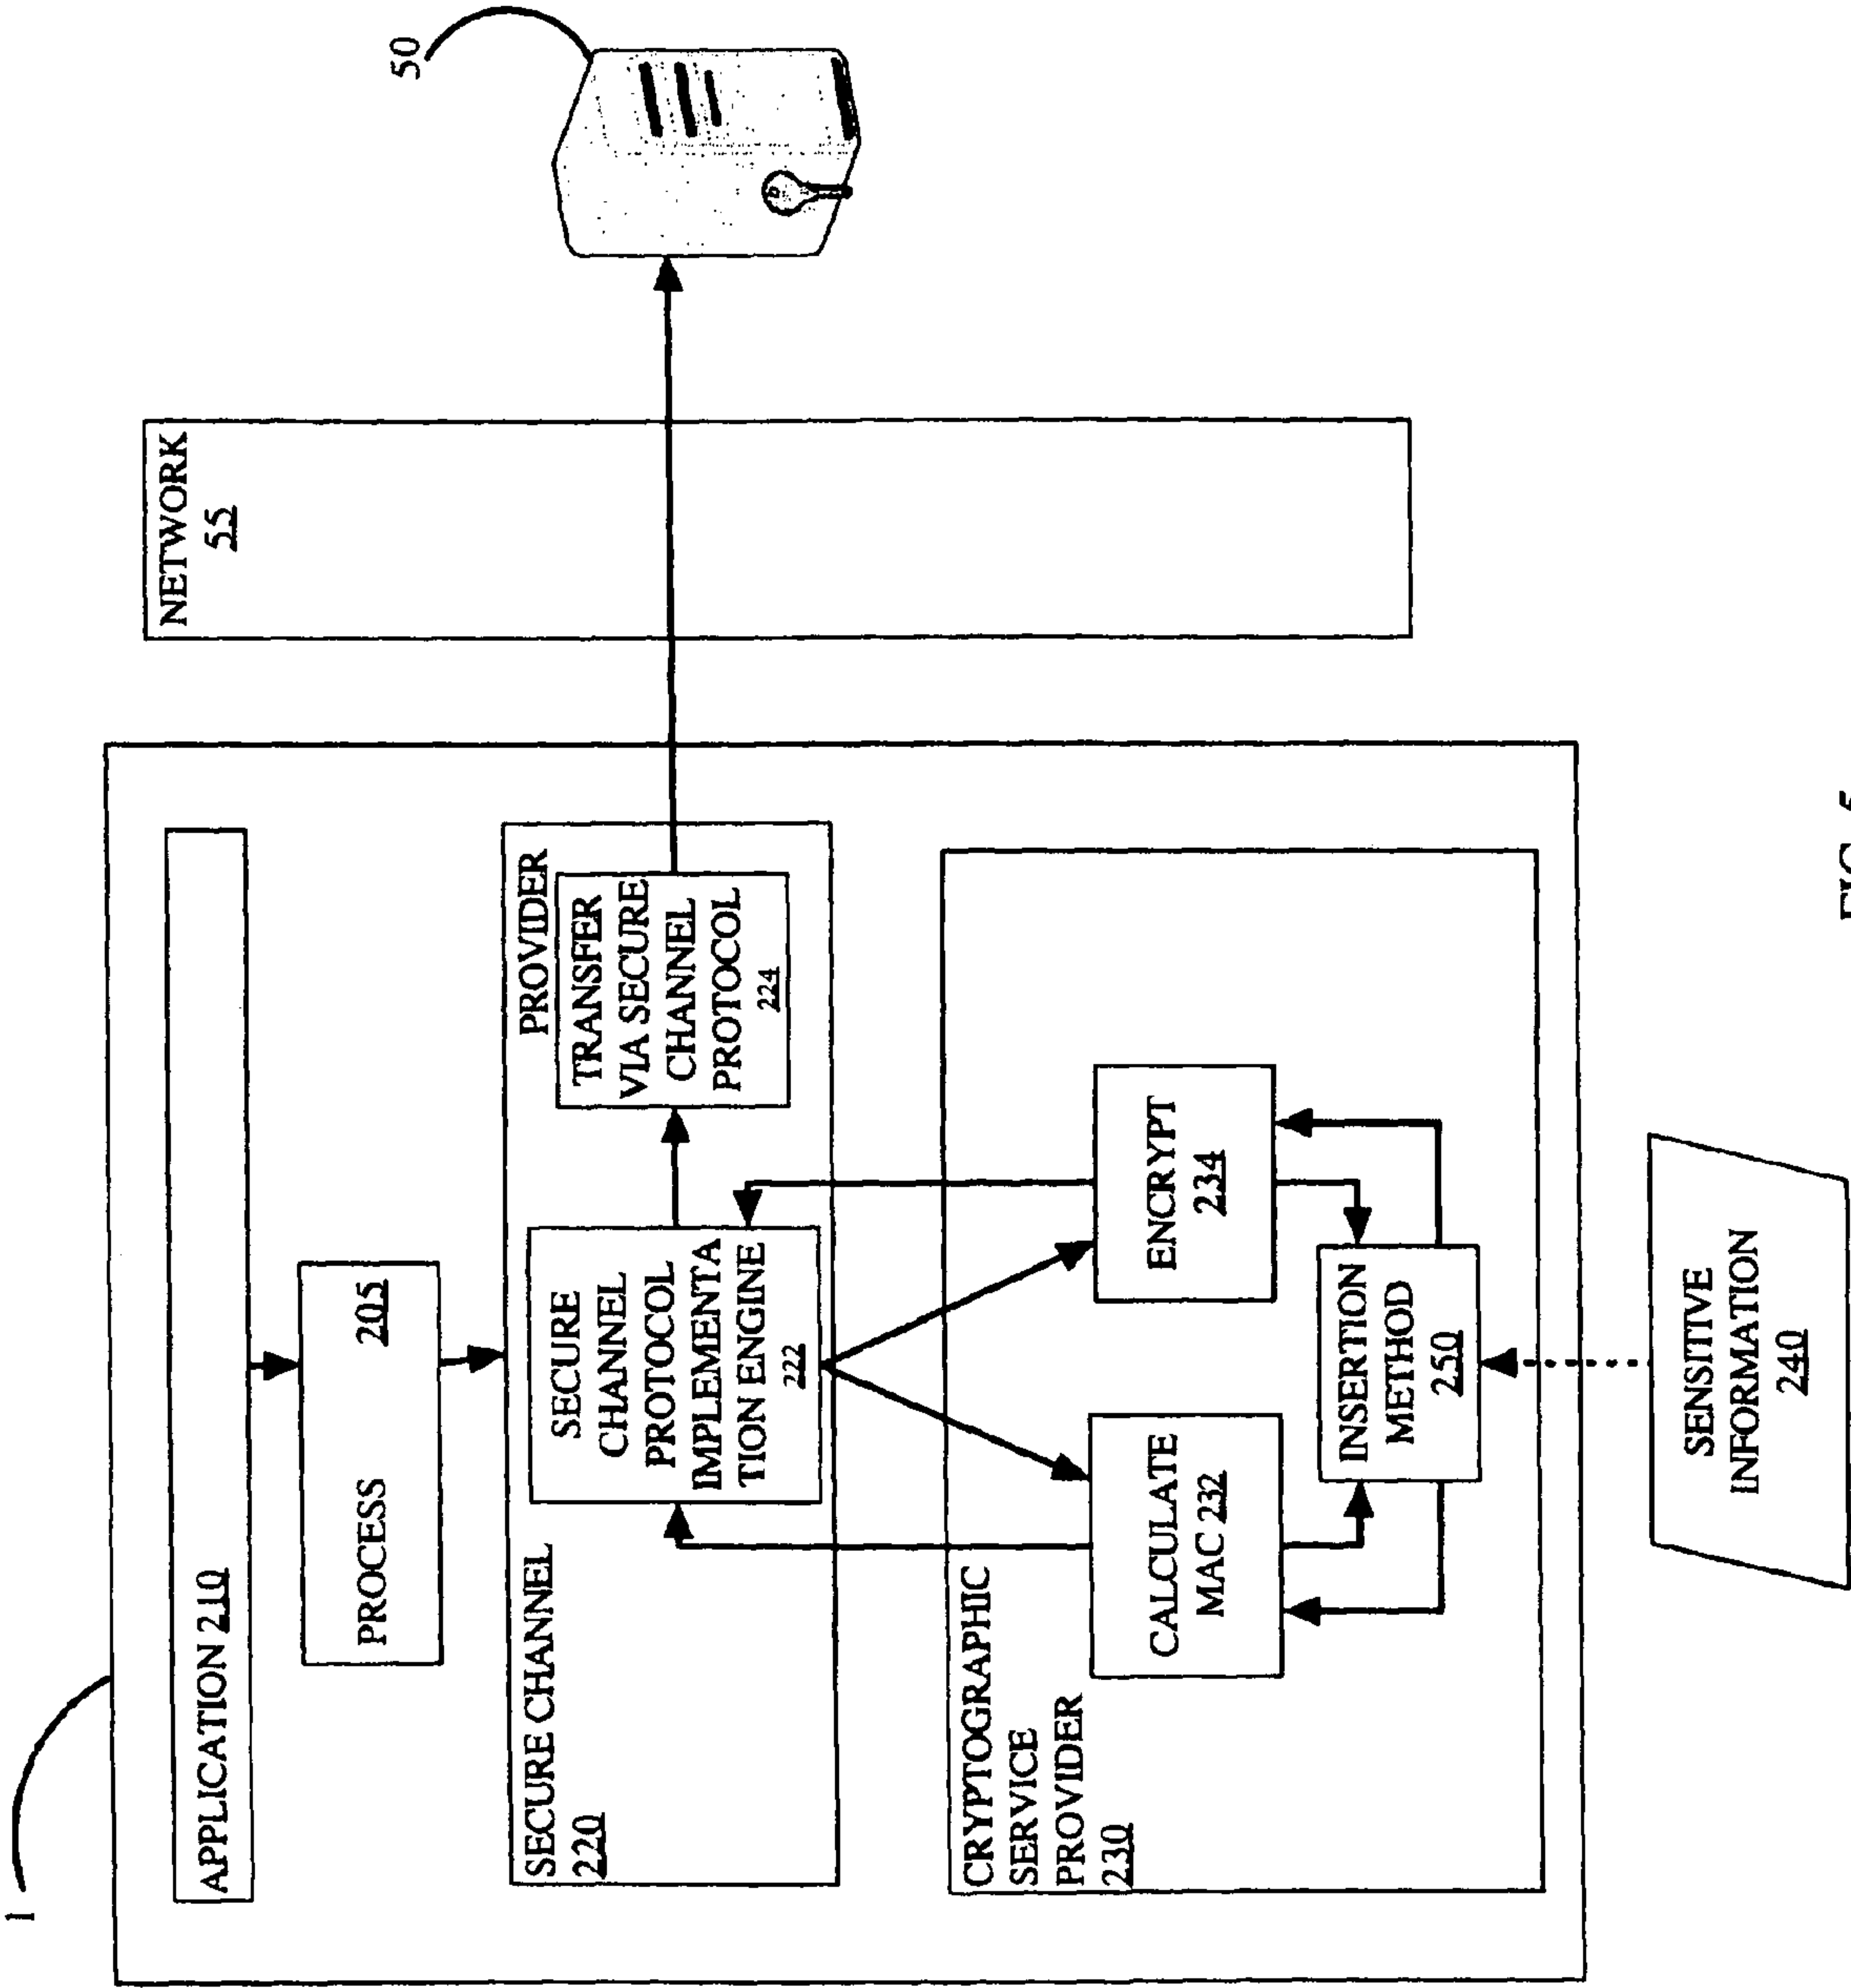 1
APPLICATION 210
PROCESS 205
SECURE CHANNEL PROVIDER
220
SECURE
CHANNEL
PROTOCOL
IMPLEMENTA
TION ENGINE
222
TRANSFER
VIA SECURE
CHANNEL
PROTOCOL
224
CRYPTOGRAPHIC
SERVICE
PROVIDER
230
CALCULATE
MAC 232
ENCRYPT
234
INSERTION
METHOD
250
SENSITIVE
INFORMATION
240
NETWORK
55
50
FIG. 5